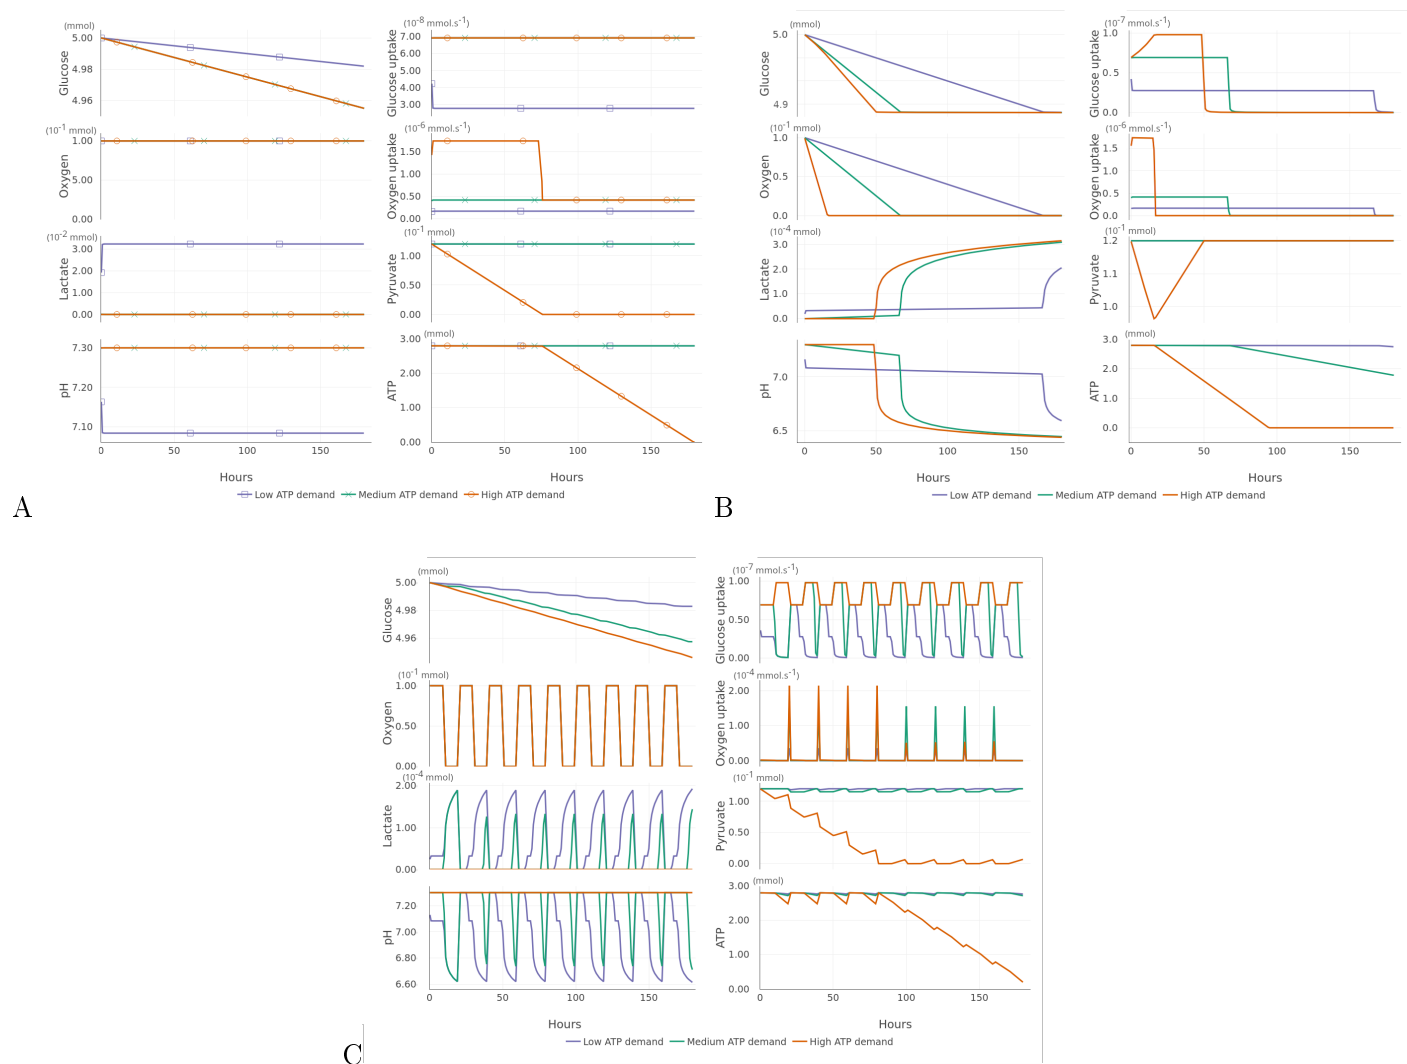 (mmol)
5.00
4.98
4.96
Glucose
(10⁻⁸ mmol.s⁻¹)
7.00
6.00
5.00
4.00
3.00
Glucose uptake
(10⁻¹ mmol)
1.00
5.00
0.00
Oxygen
(10⁻⁶ mmol.s⁻¹)
1.50
1.00
0.50
0.00
Oxygen uptake
(10⁻² mmol)
3.00
2.00
1.00
0.00
Lactate
(10⁻¹ mmol)
1.00
0.50
0.00
Pyruvate
7.30
7.20
7.10
pH
(mmol)
3.00
2.00
1.00
0.00
ATP
0 50 100 150
0 50 100 150
Hours Hours
Low ATP demand Medium ATP demand High ATP demand
A
(mmol)
5.0
4.9
Glucose
(10⁻⁷ mmol.s⁻¹)
1.0
0.5
0.0
Glucose uptake
(10⁻¹ mmol)
1.0
0.5
0.0
Oxygen
(10⁻⁶ mmol.s⁻¹)
1.5
1.0
0.5
0.0
Oxygen uptake
(10⁻⁴ mmol)
3.0
2.0
1.0
0.0
Lactate
(10⁻¹ mmol)
1.2
1.1
1.0
Pyruvate
7.0
6.5
pH
(mmol)
3.0
2.0
1.0
0.0
ATP
0 50 100 150
0 50 100 150
Hours Hours
Low ATP demand Medium ATP demand High ATP demand
B
(mmol)
5.00
4.98
4.96
Glucose
(10⁻⁷ mmol.s⁻¹)
1.00
0.50
0.00
Glucose uptake
(10⁻¹ mmol)
1.00
0.50
0.00
Oxygen
(10⁻⁴ mmol.s⁻¹)
2.00
1.00
0.00
Oxygen uptake
(10⁻⁴ mmol)
2.00
1.00
0.00
Lactate
(10⁻¹ mmol)
1.00
0.50
0.00
Pyruvate
7.20
7.00
6.80
6.60
pH
(mmol)
3.00
2.00
1.00
0.00
ATP
0 50 100 150
0 50 100 150
Hours Hours
Low ATP demand Medium ATP demand High ATP demand
C